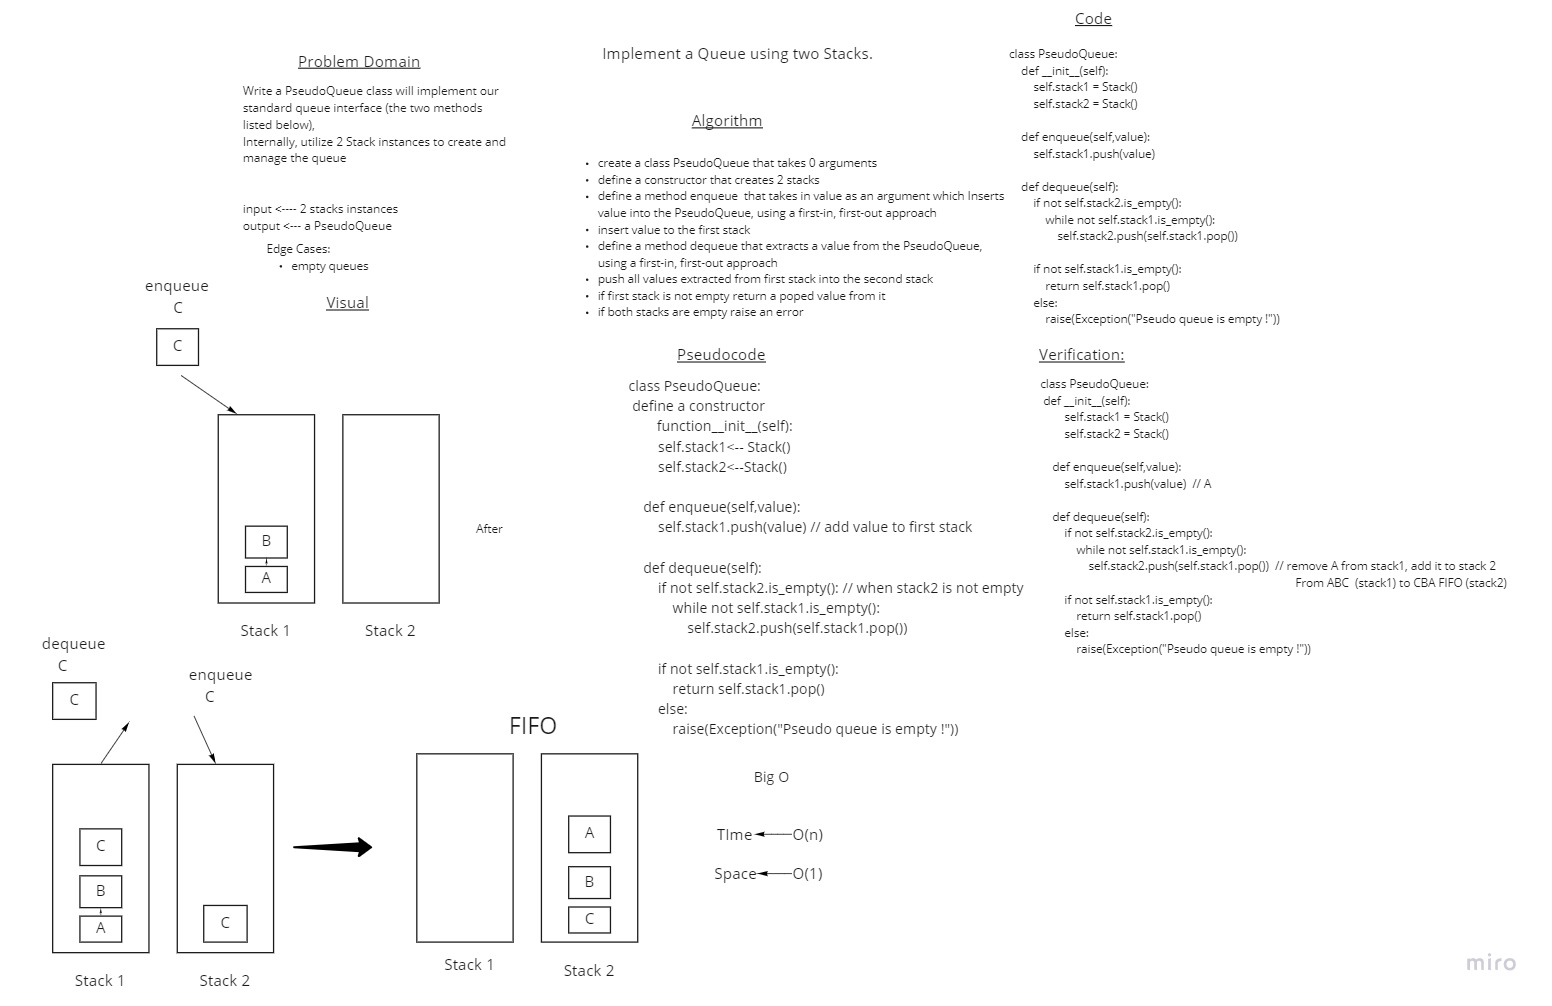 Problem Domain
Write a PseudoQueue class will implement our
standard queue interface (the two methods
listed below),
Internally, utilize 2 Stack instances to create and
manage the queue
input <---- 2 stacks instances
output <--- a PseudoQueue
Edge Cases:
• empty queues
Visual
enqueue
C
C
B
A
Stack 1
Stack 2
After
dequeue
C
C
enqueue
C
C
B
A
C
Stack 1
Stack 2
FIFO
A
B
C
Stack 1
Stack 2
Implement a Queue using two Stacks.
Algorithm
• create a class PseudoQueue that takes 0 arguments
• define a constructor that creates 2 stacks
• define a method enqueue  that takes in value as an argument which Inserts
value into the PseudoQueue, using a first-in, first-out approach
• insert value to the first stack
• define a method dequeue that extracts a value from the PseudoQueue,
using a first-in, first-out approach
• push all values extracted from first stack into the second stack
• if first stack is not empty return a poped value from it
• if both stacks are empty raise an error
Pseudocode
class PseudoQueue:
define a constructor
function__init__(self):
self.stack1<-- Stack()
self.stack2<--Stack()
def enqueue(self,value):
self.stack1.push(value) // add value to first stack
def dequeue(self):
if not self.stack2.is_empty(): // when stack2 is not empty
while not self.stack1.is_empty():
self.stack2.push(self.stack1.pop())
if not self.stack1.is_empty():
return self.stack1.pop()
else:
raise(Exception("Pseudo queue is empty !"))
Big O
TIme O(n)
Space O(1)
Code
class PseudoQueue:
def __init__(self):
self.stack1 = Stack()
self.stack2 = Stack()
def enqueue(self,value):
self.stack1.push(value)
def dequeue(self):
if not self.stack2.is_empty():
while not self.stack1.is_empty():
self.stack2.push(self.stack1.pop())
if not self.stack1.is_empty():
return self.stack1.pop()
else:
raise(Exception("Pseudo queue is empty !"))
Verification:
class PseudoQueue:
def __init__(self):
self.stack1 = Stack()
self.stack2 = Stack()
def enqueue(self,value):
self.stack1.push(value)  // A
def dequeue(self):
if not self.stack2.is_empty():
while not self.stack1.is_empty():
self.stack2.push(self.stack1.pop())  // remove A from stack1, add it to stack 2
From ABC  (stack1) to CBA FIFO (stack2)
if not self.stack1.is_empty():
return self.stack1.pop()
else:
raise(Exception("Pseudo queue is empty !"))
miro